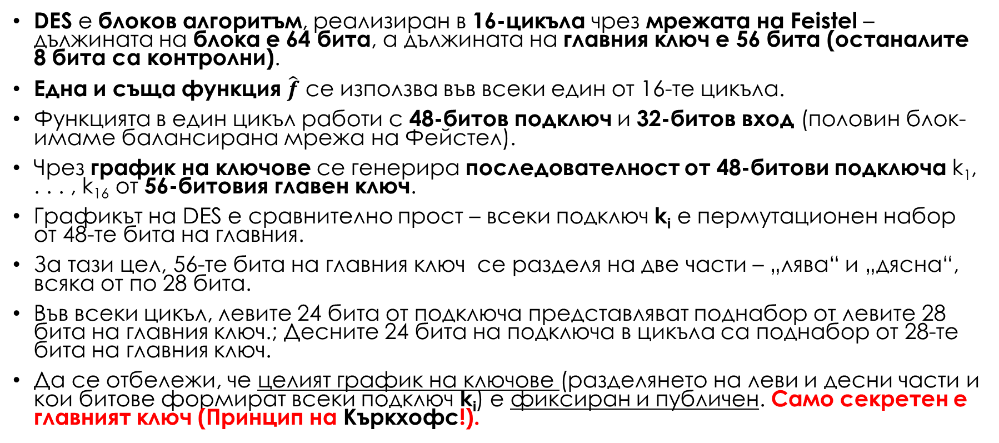 • DES е блоков алгоритъм, реализиран в 16-цикъла чрез мрежата на Feistel –
дължината на блока е 64 бита, а дължината на главния ключ е 56 бита (останалите
8 бита са контролни).
• Една и съща функция f̂ се използва във всеки един от 16-те цикъла.
• Функцията в един цикъл работи с 48-битов подключ и 32-битов вход (половин блок-
имаме балансирана мрежа на Фейстел).
• Чрез график на ключове се генерира последователност от 48-битови подключа k₁,
. . . , k₁₆ от 56-битовия главен ключ.
• Графикът на DES е сравнително прост – всеки подключ kᵢ е пермутационен набор
от 48-те бита на главния.
• За тази цел, 56-те бита на главния ключ се разделя на две части – „лява“ и „дясна“,
всяка от по 28 бита.
• Във всеки цикъл, левите 24 бита от подключа представляват поднабор от левите 28
бита на главния ключ.; Десните 24 бита на подключа в цикъла са поднабор от 28-те
бита на главния ключ.
• Да се отбележи, че целият график на ключове (разделянето на леви и десни части и
кои битове формират всеки подключ kᵢ) е фиксиран и публичен. Само секретен е
главният ключ (Принцип на Къркхофс!).